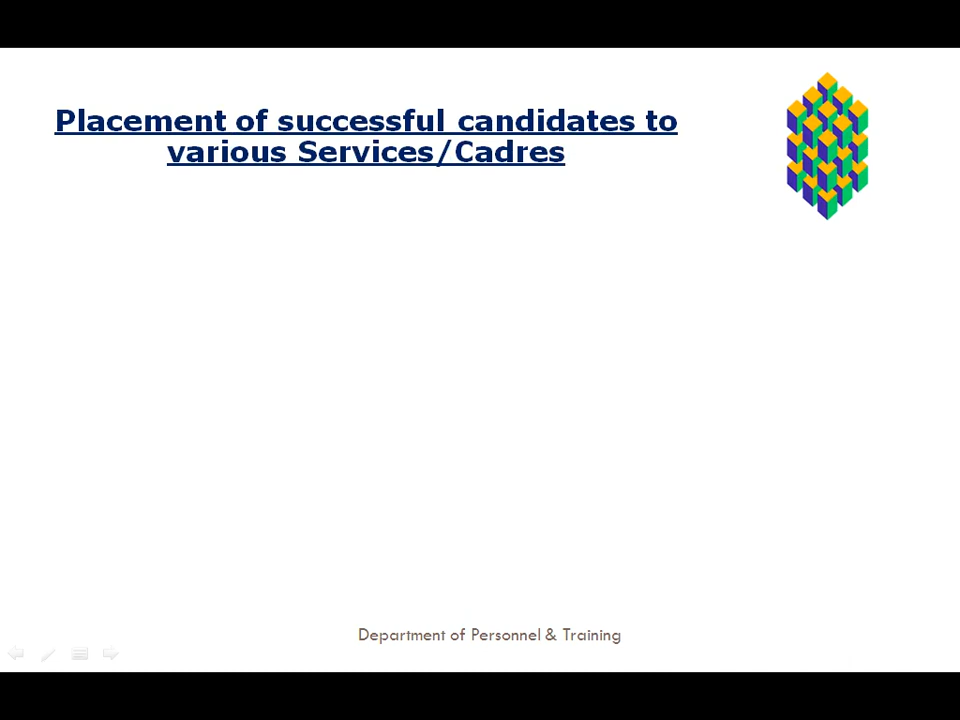 Placement of successful candidates to
various Services/Cadres
Department of Personnel & Training